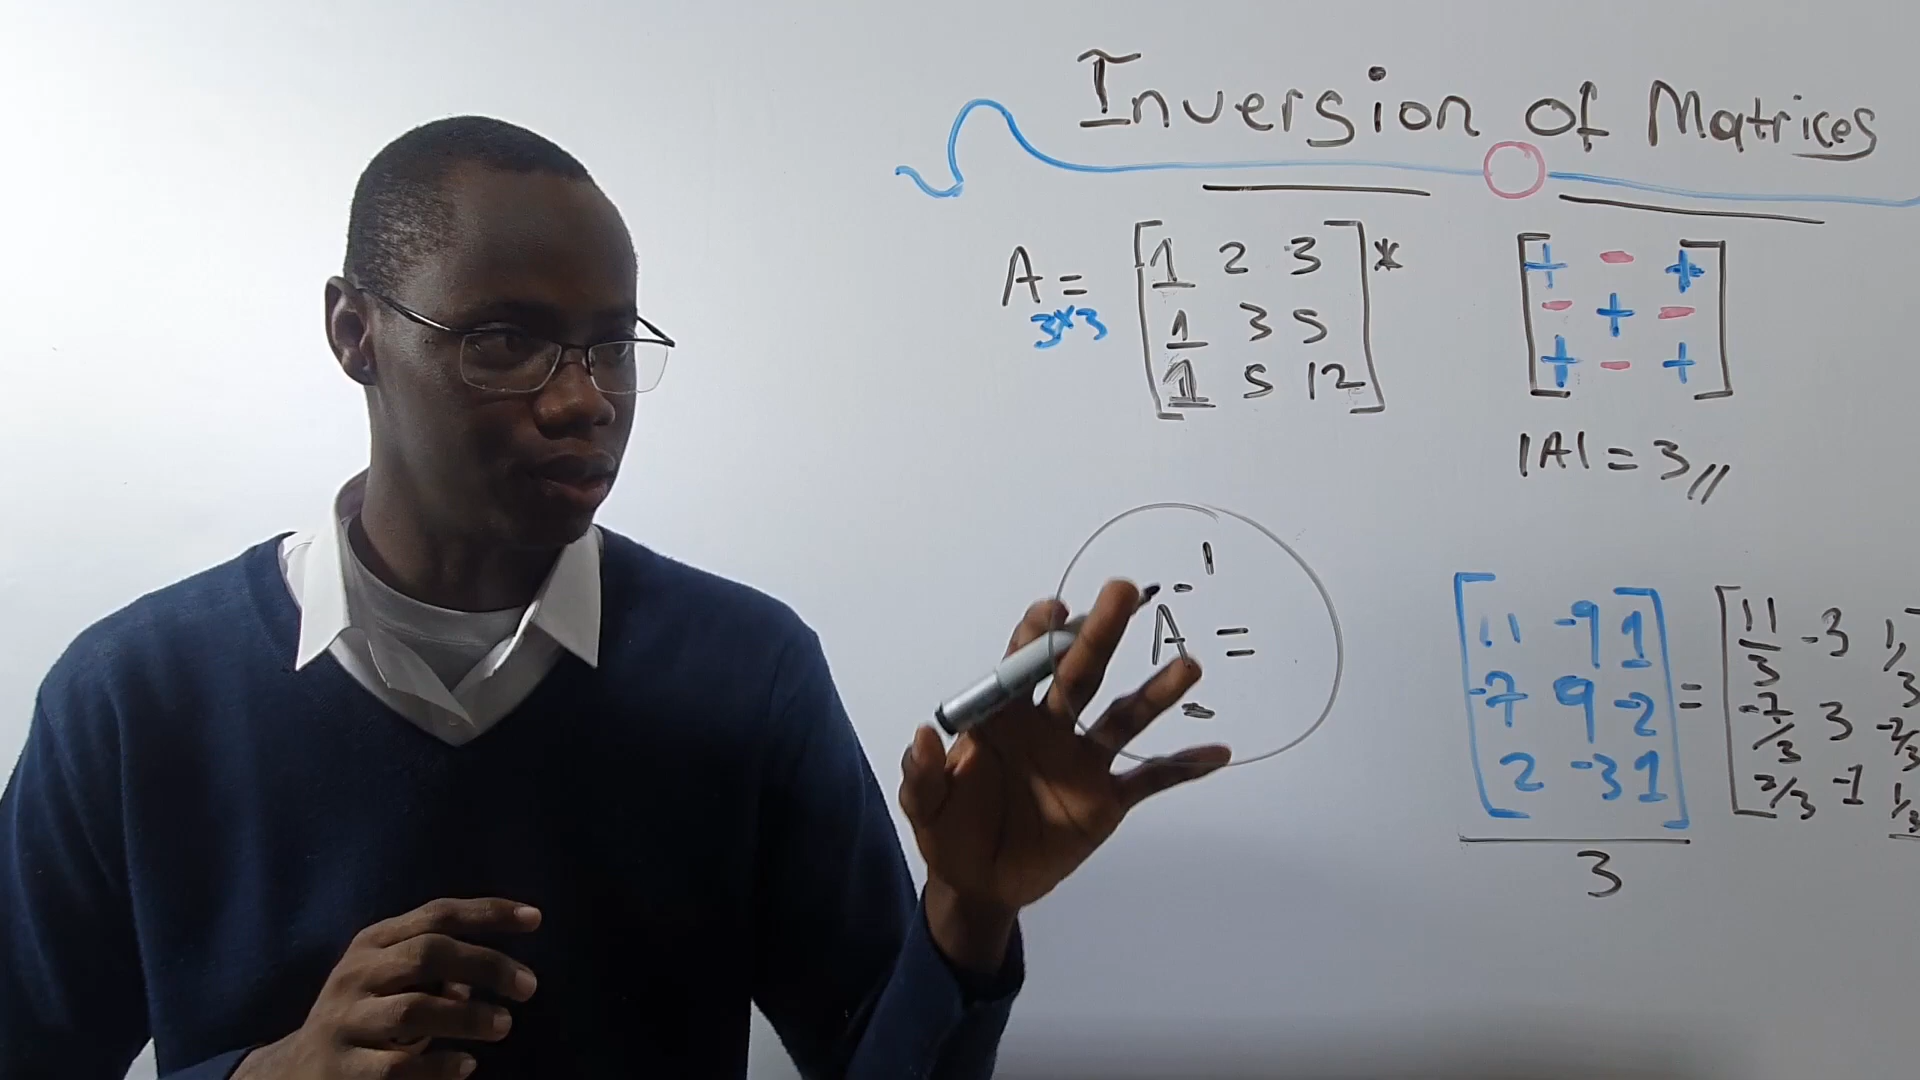 Inversion of Matrices
A = [1 2 3] *
3x3
[1 3 5]
[1 5 12]
[+ - +]
[- + -]
[+ - +]
|A| = 3 //
A⁻¹ =
[11 -9 1]
[-7 9 -2]
[2 -3 1]
3
= [11/3 -3 1/3]
[-7/3 3 -2/3]
[2/3 -1 1/3]